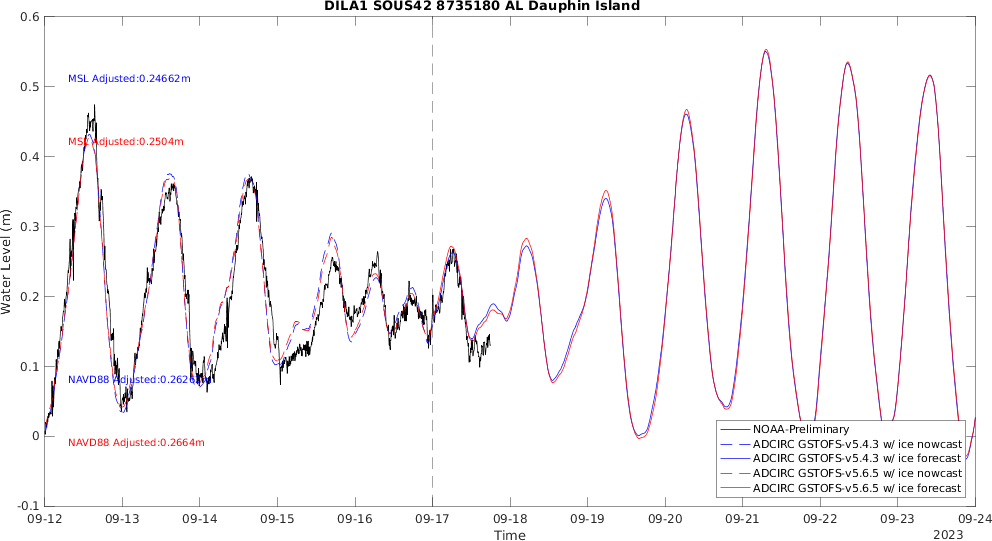 DILA1 SOUS42 8735180 AL Dauphin Island
0.6
MSL Adjusted:0.24662m
0.5
MSL Adjusted:0.2504m
0.4
0.3
Water Level (m)
0.2
0.1
NAVD88 Adjusted:0.2626
NAVD88 Adjusted:0.2664m
0
-0.1
NOAA-Preliminary
ADCIRC GSTOFS-v5.4.3 w/ ice nowcast
ADCIRC GSTOFS-v5.4.3 w/ ice forecast
ADCIRC GSTOFS-v5.6.5 w/ ice nowcast
ADCIRC GSTOFS-v5.6.5 w/ ice forecast
09-12 09-13 09-14 09-15 09-16 09-17 09-18 09-19 09-20 09-21 09-22 09-23 09-24
Time
2023